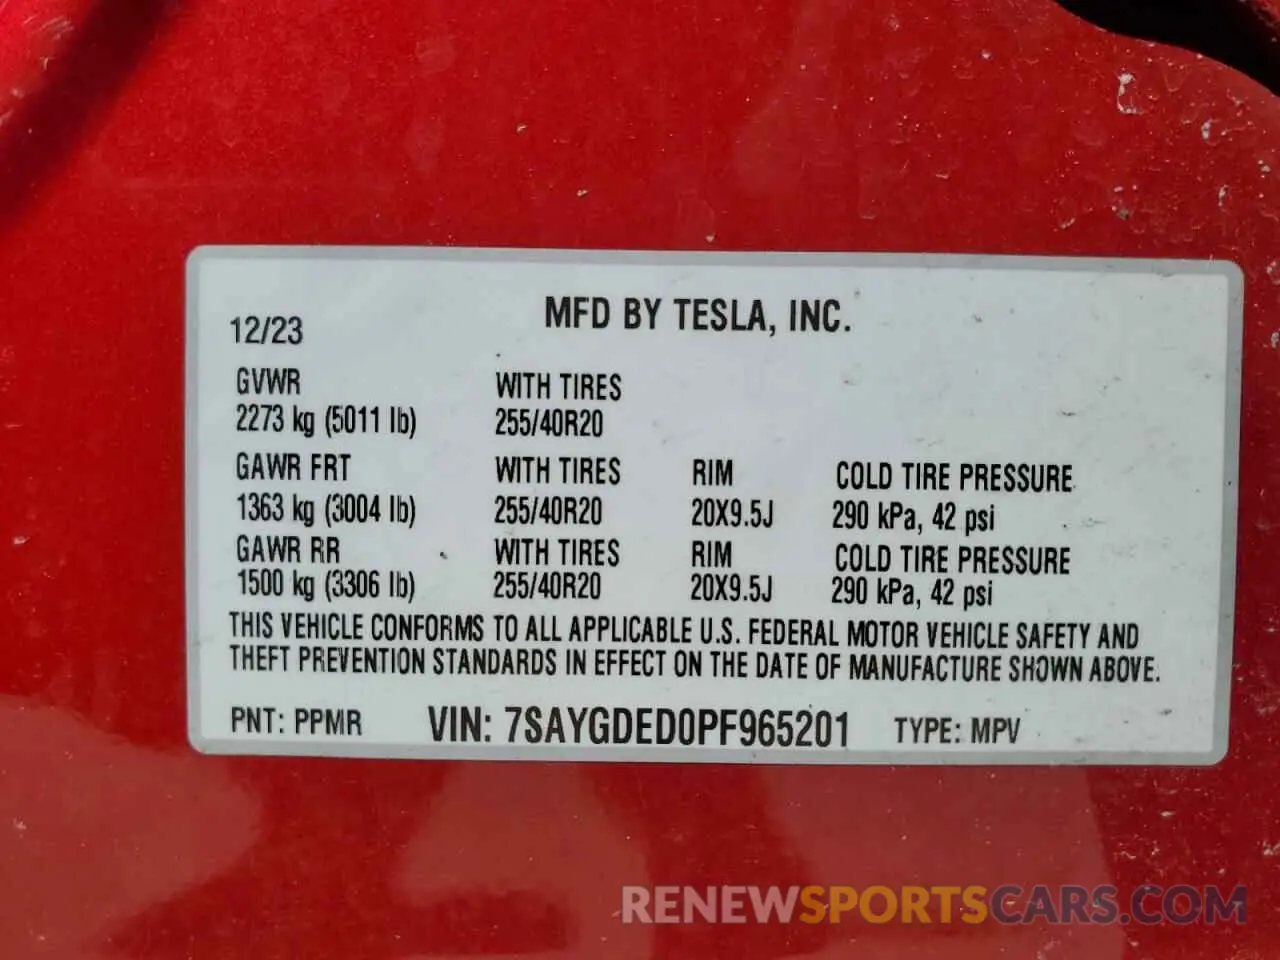 MFD BY TESLA, INC.
12/23
GVWR WITH TIRES
2273 kg (5011 lb) 255/40R20
GAWR FRT WITH TIRES RIM COLD TIRE PRESSURE
1363 kg (3004 lb) 255/40R20 20X9.5J 290 kPa, 42 psi
GAWR RR WITH TIRES RIM COLD TIRE PRESSURE
1500 kg (3306 lb) 255/40R20 20X9.5J 290 kPa, 42 psi
THIS VEHICLE CONFORMS TO ALL APPLICABLE U.S. FEDERAL MOTOR VEHICLE SAFETY AND
THEFT PREVENTION STANDARDS IN EFFECT ON THE DATE OF MANUFACTURE SHOWN ABOVE.
PNT: PPMR VIN: 7SAYGDED0PF965201 TYPE: MPV
RENEWSPORTSCARS.COM